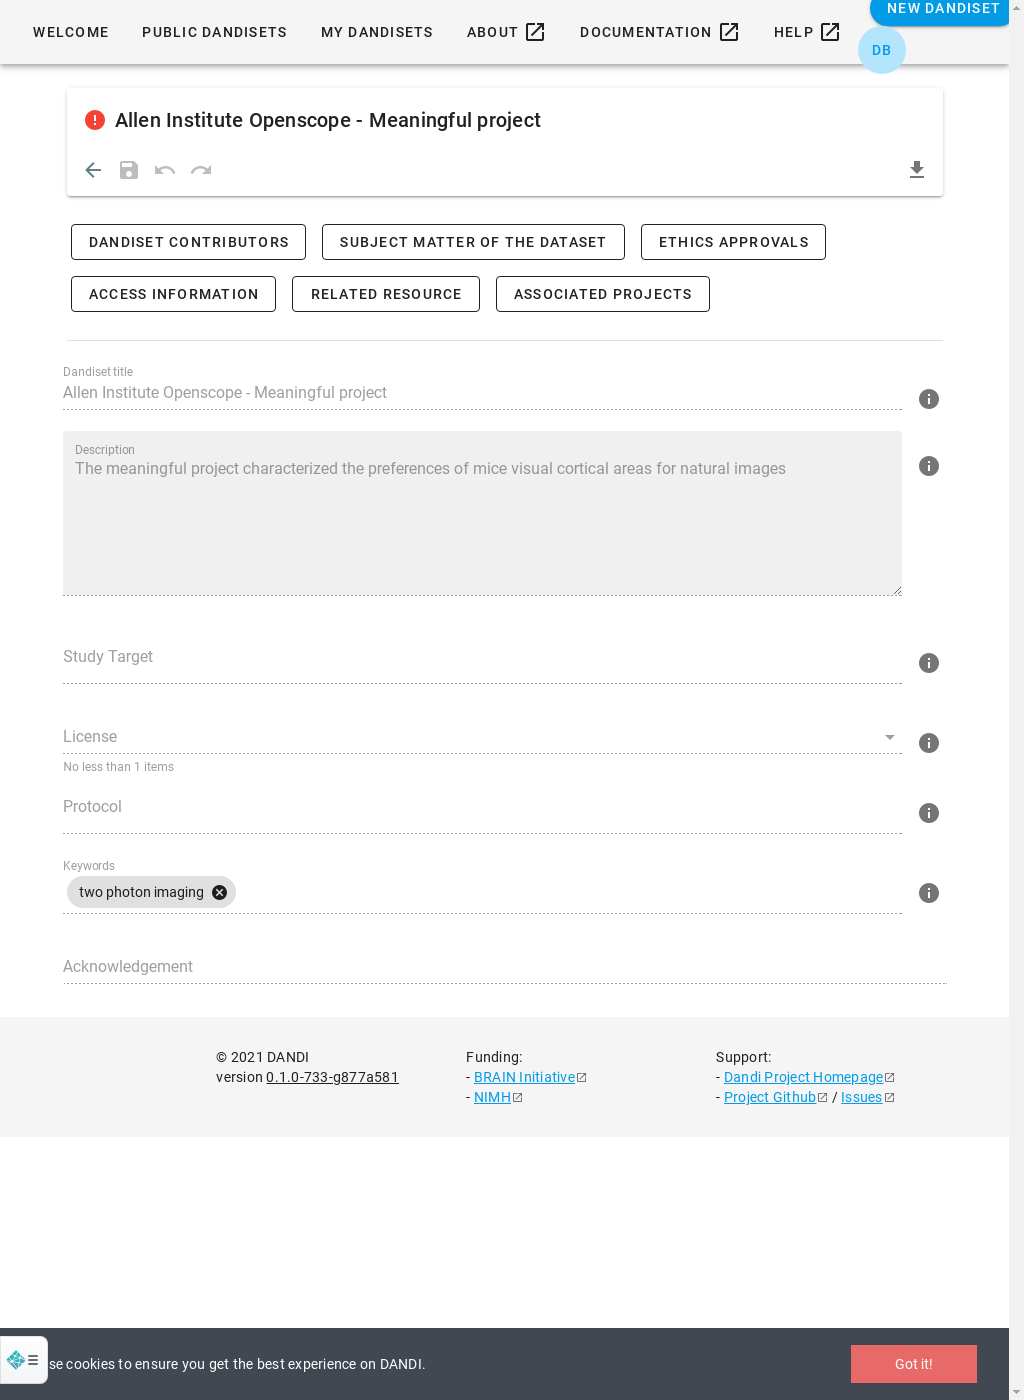 NEW DANDISET
WELCOME PUBLIC DANDISETS MY DANDISETS ABOUT DOCUMENTATION HELP
DB
Allen Institute Openscope - Meaningful project
DANDISET CONTRIBUTORS SUBJECT MATTER OF THE DATASET ETHICS APPROVALS
ACCESS INFORMATION RELATED RESOURCE ASSOCIATED PROJECTS
Dandiset title
Allen Institute Openscope - Meaningful project
Description
The meaningful project characterized the preferences of mice visual cortical areas for natural images
Study Target
License
No less than 1 items
Protocol
Keywords
two photon imaging
Acknowledgement
© 2021 DANDI
version 0.1.0-733-g877a581
Funding:
- BRAIN Initiative
- NIMH
Support:
- Dandi Project Homepage
- Project Github / Issues
se cookies to ensure you get the best experience on DANDI.
Got it!